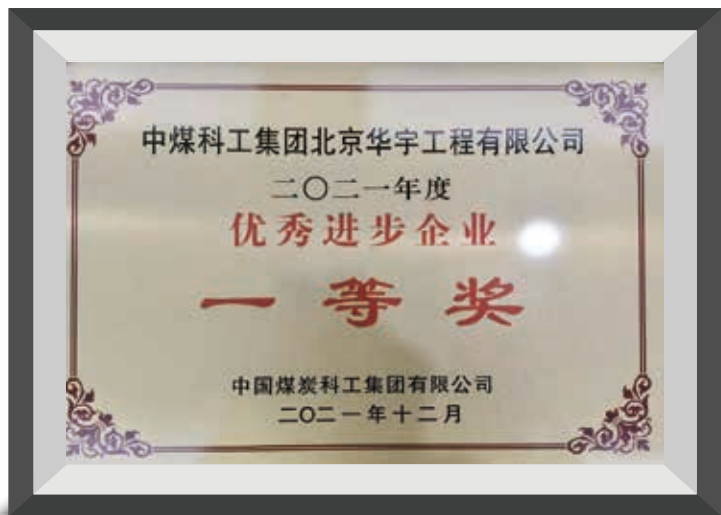 中煤科工集团北京华宇工程有限公司
二〇二一年度
优秀进步企业
一等奖
中国煤炭科工集团有限公司
二〇二一年十二月